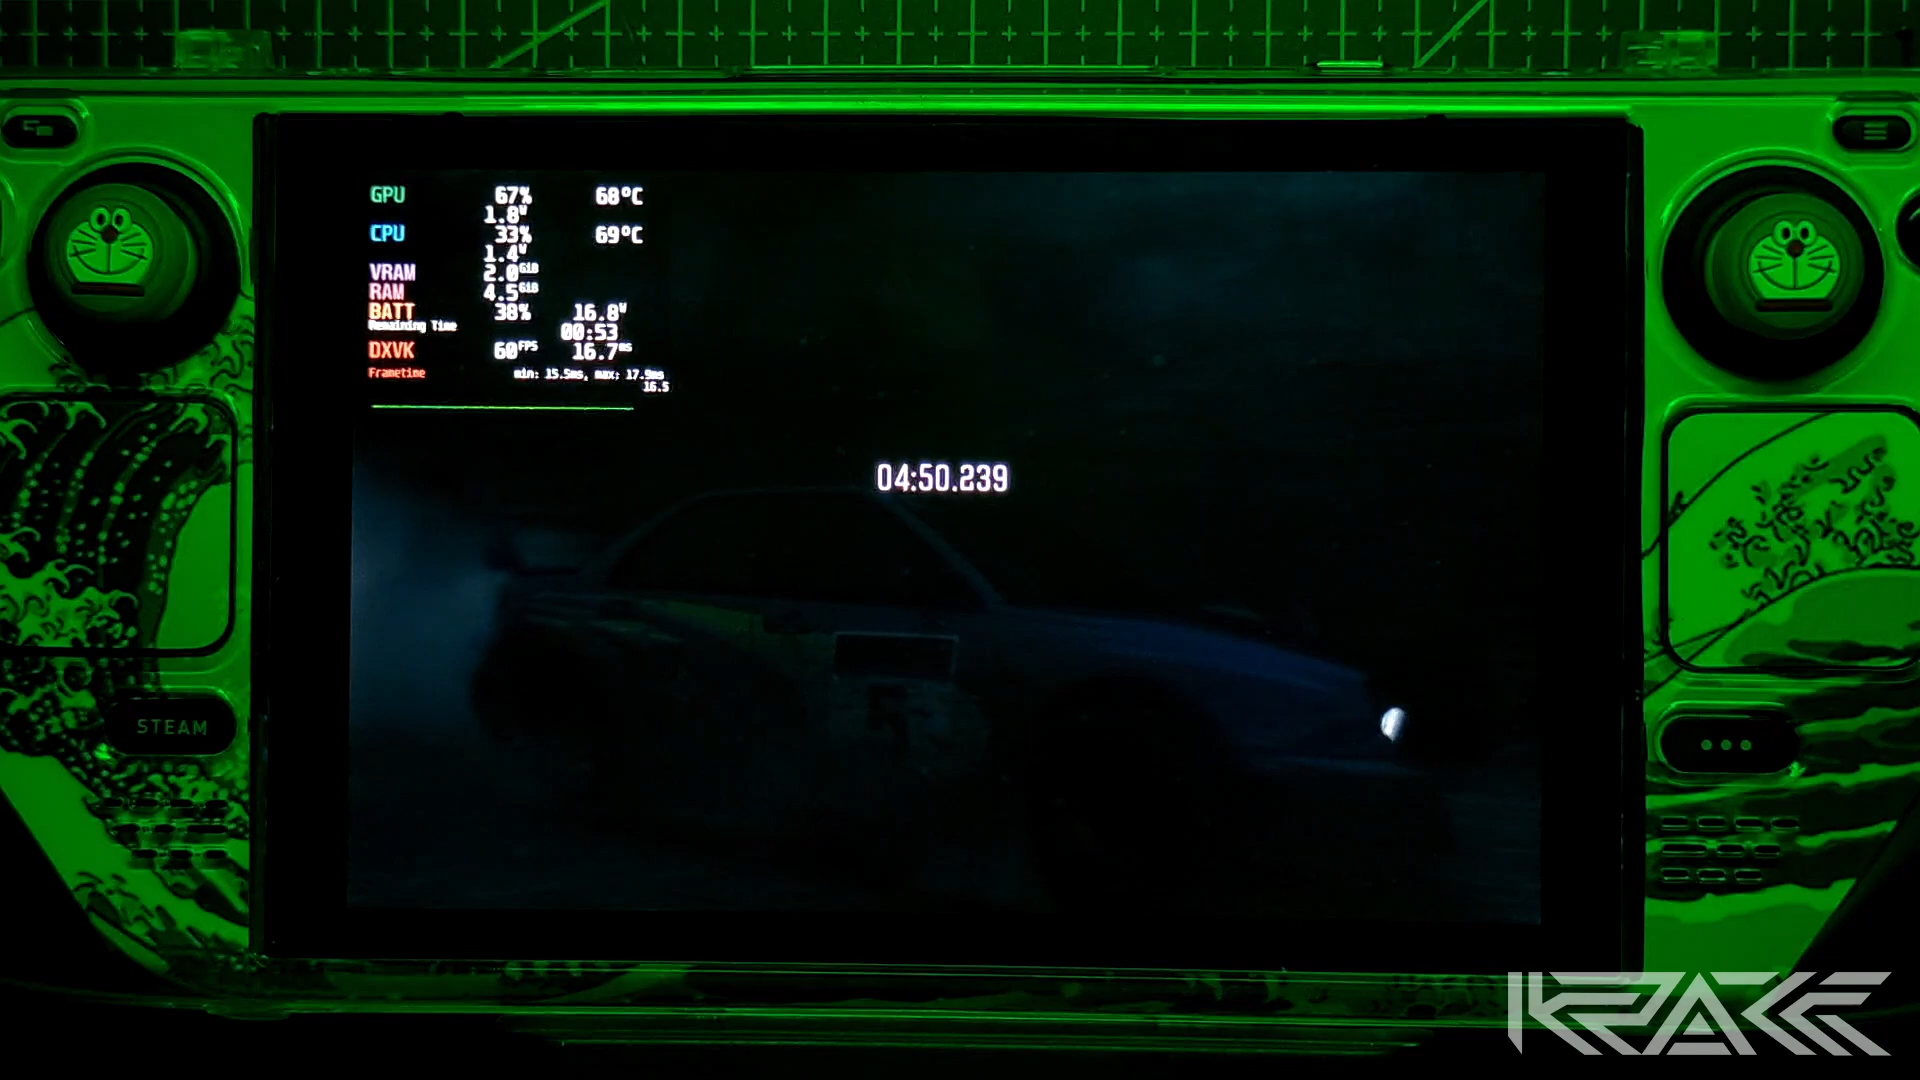 GPU 67% 68°C
1.8W
CPU 33% 69°C
1.4W
VRAM 2.0GiB
RAM 4.5GiB
BATT 38% 16.8W
Remaining Time 00:53
DXVK 60FPS 16.7ms
Frametime min: 15.5ms, max: 17.9ms
16.5
04:50.239
5
STEAM